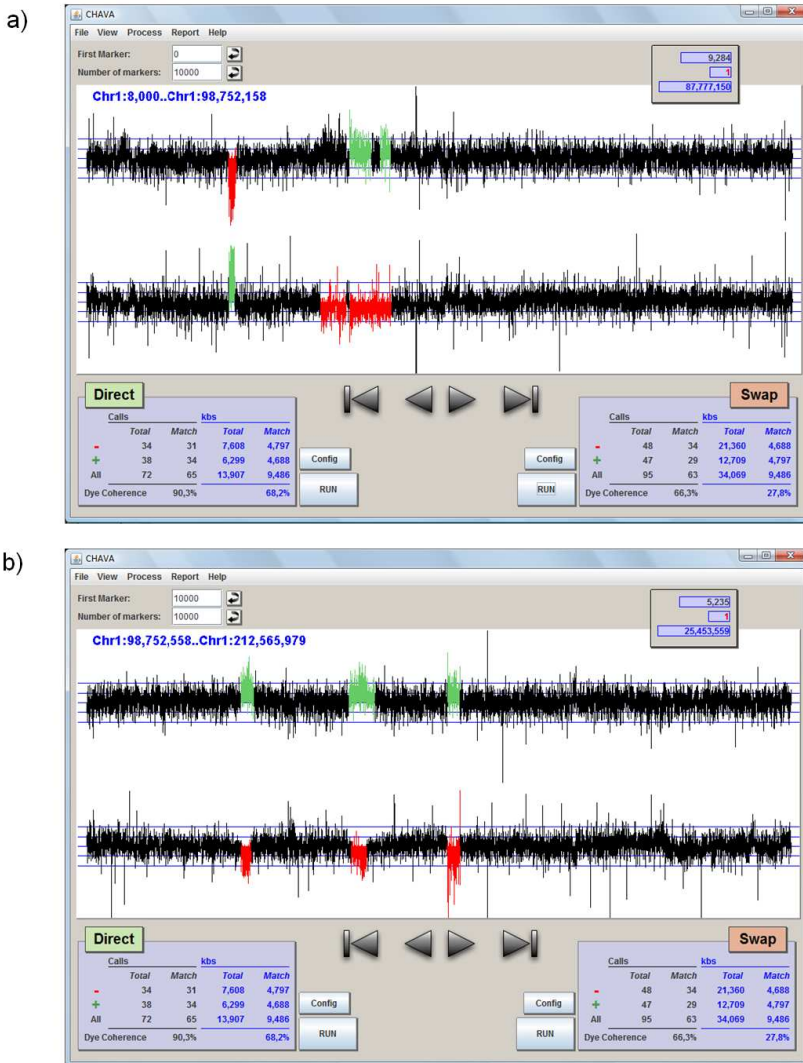 a)
CHAVA
File View Process Report Help
First Marker: 0
Number of markers: 10000
9,284
1
87,777,150
Chr1:8,000..Chr1:98,752,158
Direct
Swap
Calls kbs
Total Match Total Match
- 34 31 7,608 4,797
+ 38 34 6,299 4,688
All 72 65 13,907 9,486
Dye Coherence 90,3% 68,2%
Config
RUN
Config
RUN
Calls kbs
Total Match Total Match
- 48 34 21,360 4,688
+ 47 29 12,709 4,797
All 95 63 34,069 9,486
Dye Coherence 66,3% 27,8%
b)
CHAVA
File View Process Report Help
First Marker: 10000
Number of markers: 10000
5,235
1
25,453,559
Chr1:98,752,558..Chr1:212,565,979
Direct
Swap
Calls kbs
Total Match Total Match
- 34 31 7,608 4,797
+ 38 34 6,299 4,688
All 72 65 13,907 9,486
Dye Coherence 90,3% 68,2%
Config
RUN
Config
RUN
Calls kbs
Total Match Total Match
- 48 34 21,360 4,688
+ 47 29 12,709 4,797
All 95 63 34,069 9,486
Dye Coherence 66,3% 27,8%